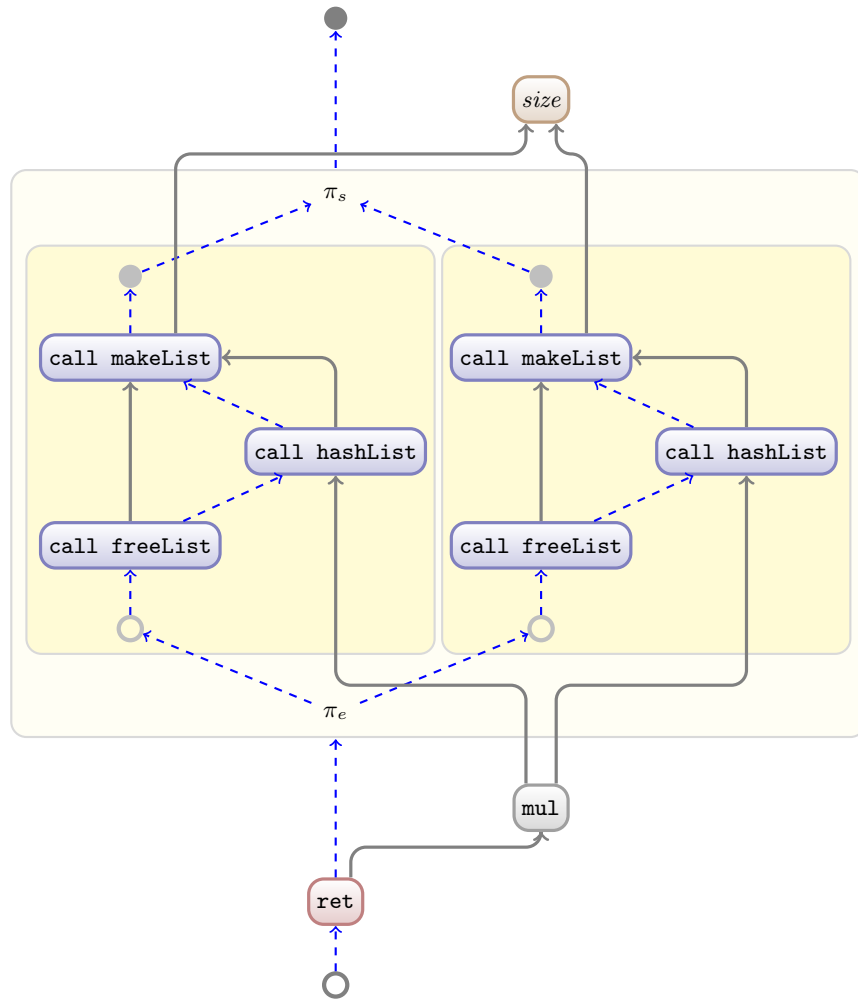 size
πs
call makeList
call makeList
call hashList
call hashList
call freeList
call freeList
πe
mul
ret